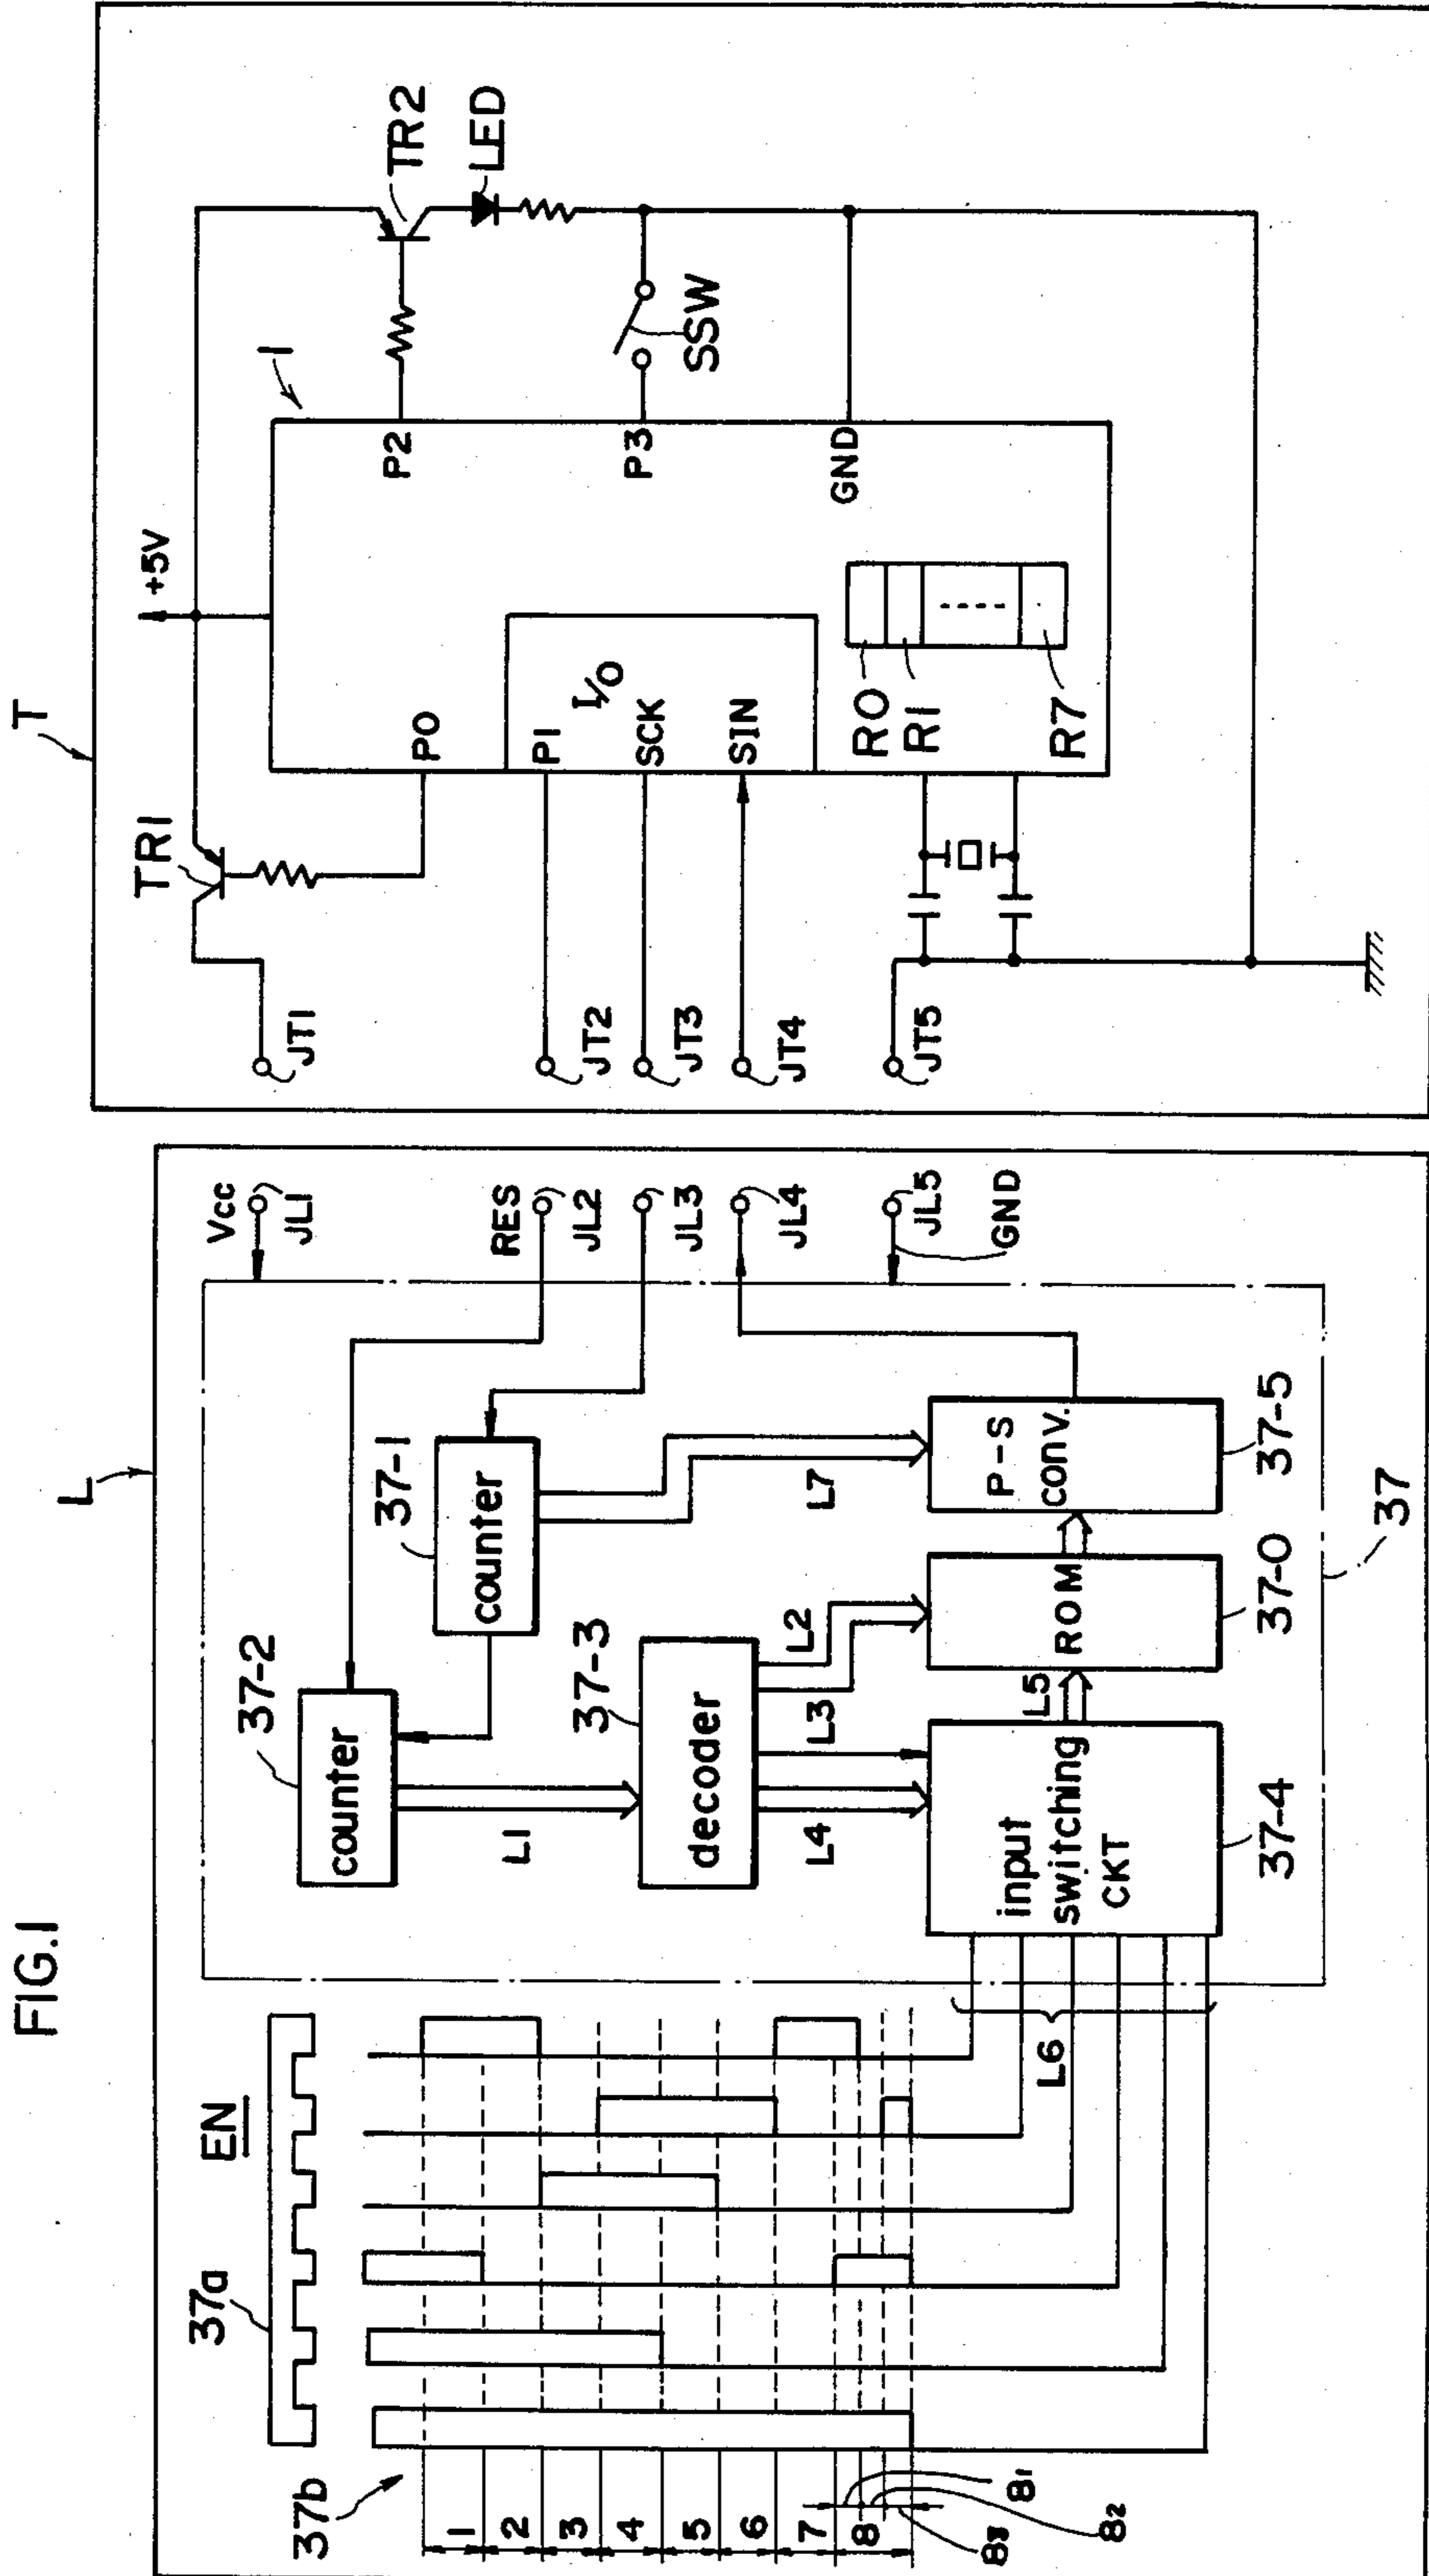 FIG.1
L
T
37a
EN
37b
1
2
3
4
5
6
7
8
8₁
8₂
8₃
L6
37-2
counter
37-1
counter
L1
37-3
decoder
L4
L3
L2
L7
input
switching
CKT
37-4
L5
ROM
37-0
P-S
conv.
37-5
37
Vcc
JL1
RES
JL2
JL3
JL4
JL5
GND
JT1
JT2
JT3
JT4
JT5
TR1
+5V
1
P0
P1
I/O
SCK
SIN
R0
R1
R7
P2
P3
GND
TR2
LED
SSW